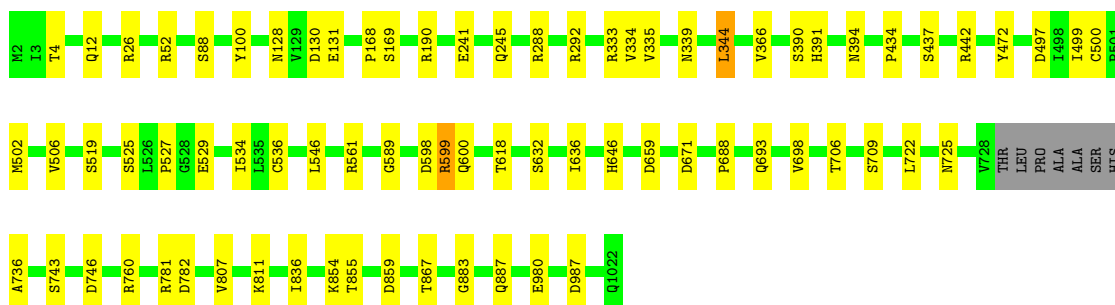 M2 I3 T4 Q12 R26 R52 S88 Y100 N128 V129 D130 E131 P168 S169 R190 E241 Q245 R288 R292 R333 V334 V335 N339 L344 V366 S390 H391 N394 P434 S437 R442 Y472 D497 I498 I499 C500 R501
M502 V506 S519 S525 L526 P527 G528 E529 I534 L535 C536 L546 R561 G589 D598 R599 Q600 T618 S632 I636 H646 D659 D671 P688 Q693 V698 T706 S709 L722 N725 V728 THR LEU PRO ALA ALA SER HIS
A736 S743 D746 R760 R781 D782 V807 K811 I836 K854 T855 D859 T867 G883 Q887 E980 D987 Q1022